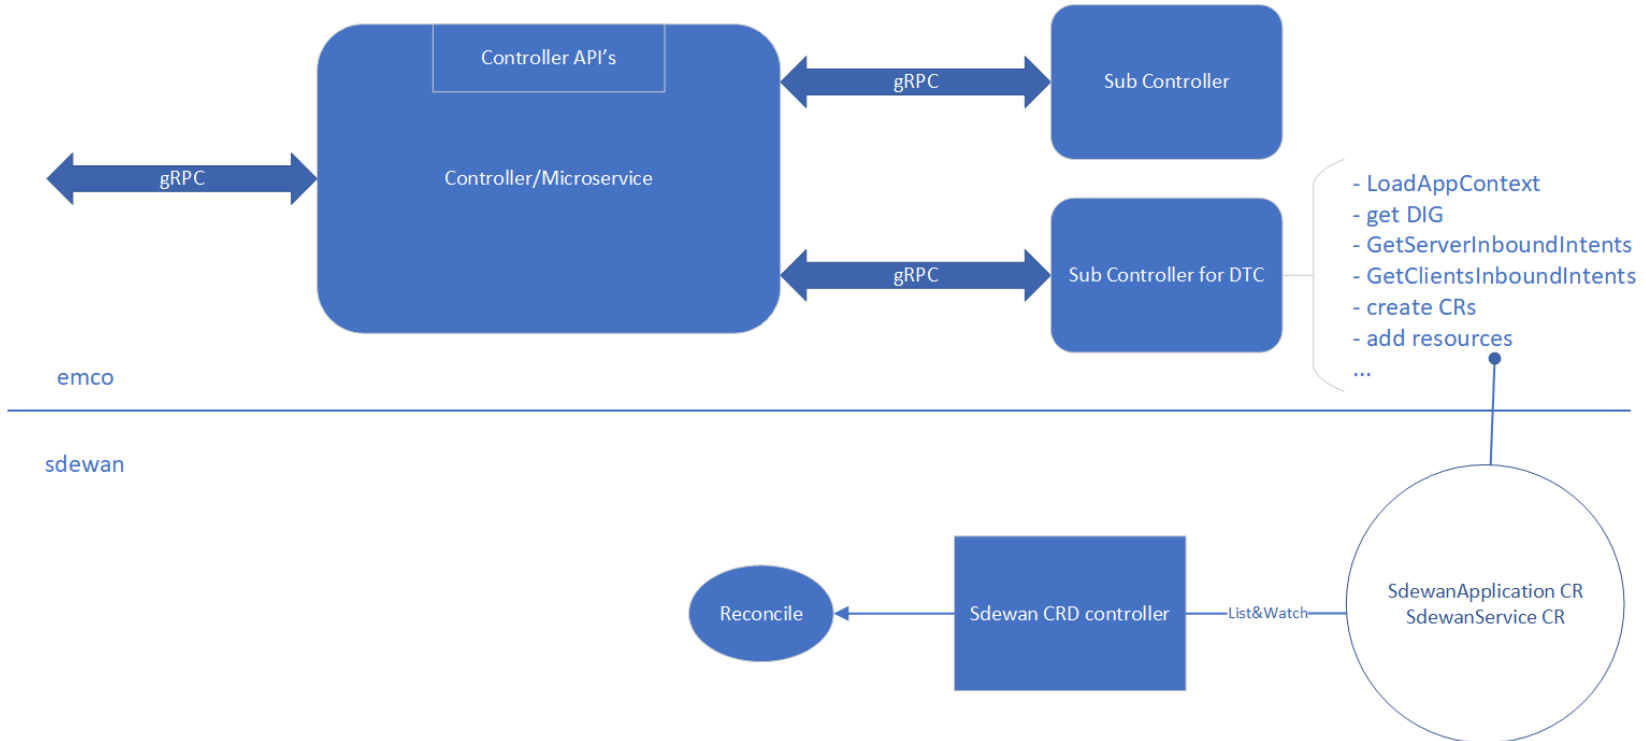 Controller API's
gRPC
Sub Controller
gRPC
Controller/Microservice
gRPC
Sub Controller for DTC
- LoadAppContext
- get DIG
- GetServerInboundIntents
- GetClientsInboundIntents
- create CRs
- add resources
...
emco
sdewan
Reconcile
Sdewan CRD controller
List&Watch
SdewanApplication CR
SdewanService CR